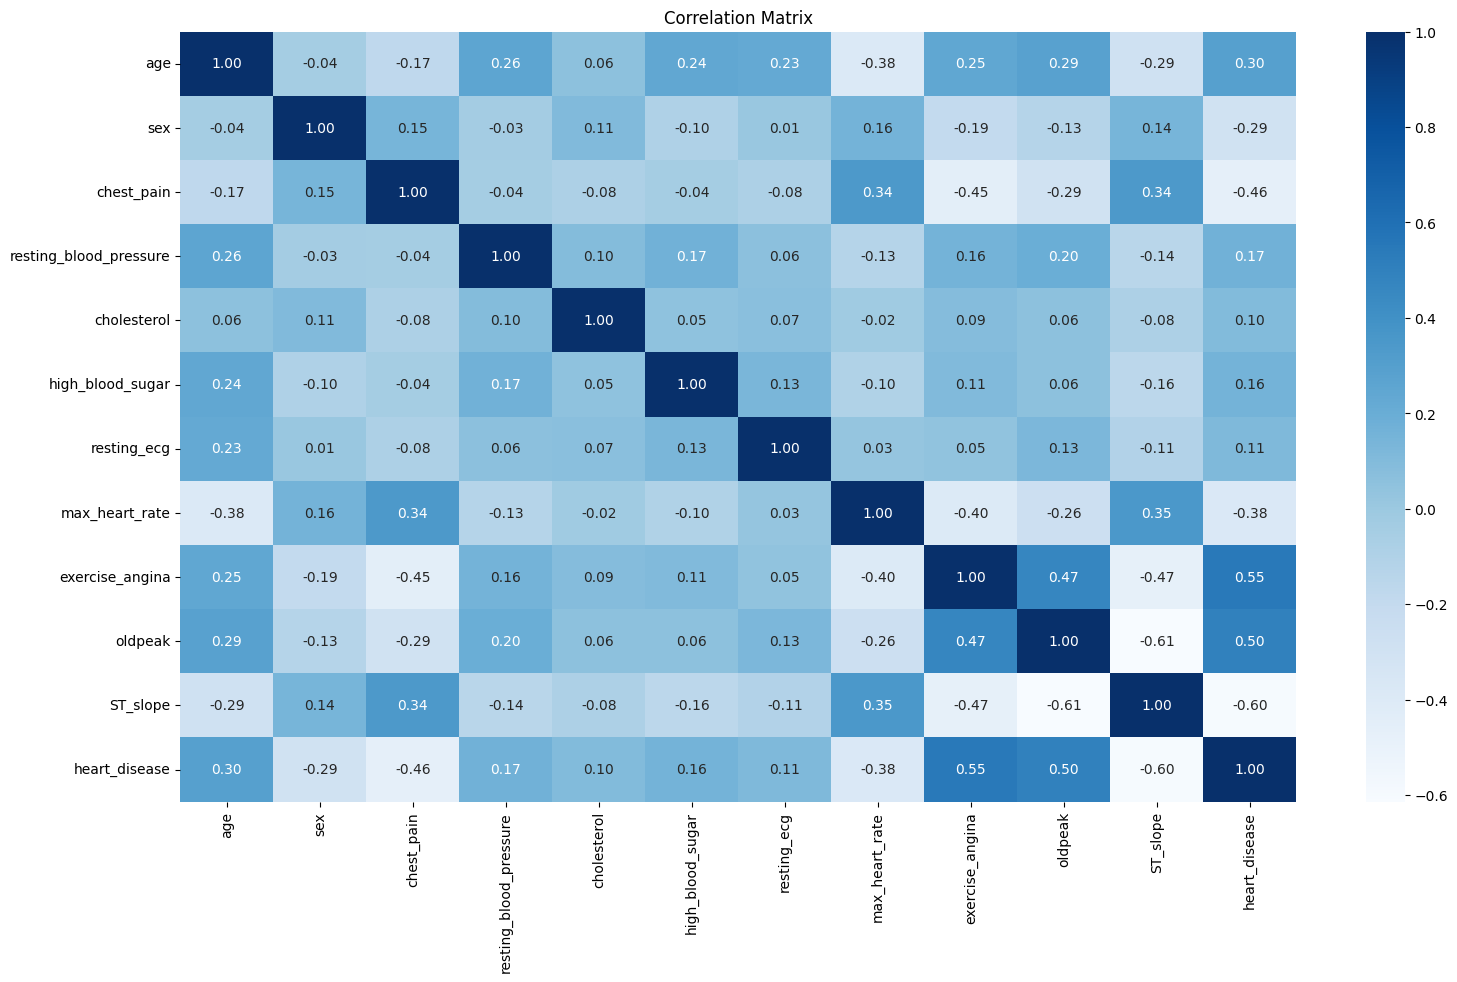 Correlation Matrix
age 1.00 -0.04 -0.17 0.26 0.06 0.24 0.23 -0.38 0.25 0.29 -0.29 0.30
sex -0.04 1.00 0.15 -0.03 0.11 -0.10 0.01 0.16 -0.19 -0.13 0.14 -0.29
chest_pain -0.17 0.15 1.00 -0.04 -0.08 -0.04 -0.08 0.34 -0.45 -0.29 0.34 -0.46
resting_blood_pressure 0.26 -0.03 -0.04 1.00 0.10 0.17 0.06 -0.13 0.16 0.20 -0.14 0.17
cholesterol 0.06 0.11 -0.08 0.10 1.00 0.05 0.07 -0.02 0.09 0.06 -0.08 0.10
high_blood_sugar 0.24 -0.10 -0.04 0.17 0.05 1.00 0.13 -0.10 0.11 0.06 -0.16 0.16
resting_ecg 0.23 0.01 -0.08 0.06 0.07 0.13 1.00 0.03 0.05 0.13 -0.11 0.11
max_heart_rate -0.38 0.16 0.34 -0.13 -0.02 -0.10 0.03 1.00 -0.40 -0.26 0.35 -0.38
exercise_angina 0.25 -0.19 -0.45 0.16 0.09 0.11 0.05 -0.40 1.00 0.47 -0.47 0.55
oldpeak 0.29 -0.13 -0.29 0.20 0.06 0.06 0.13 -0.26 0.47 1.00 -0.61 0.50
ST_slope -0.29 0.14 0.34 -0.14 -0.08 -0.16 -0.11 0.35 -0.47 -0.61 1.00 -0.60
heart_disease 0.30 -0.29 -0.46 0.17 0.10 0.16 0.11 -0.38 0.55 0.50 -0.60 1.00
age
sex
chest_pain
resting_blood_pressure
cholesterol
high_blood_sugar
resting_ecg
max_heart_rate
exercise_angina
oldpeak
ST_slope
heart_disease
1.0
0.8
0.6
0.4
0.2
0.0
−0.2
−0.4
−0.6